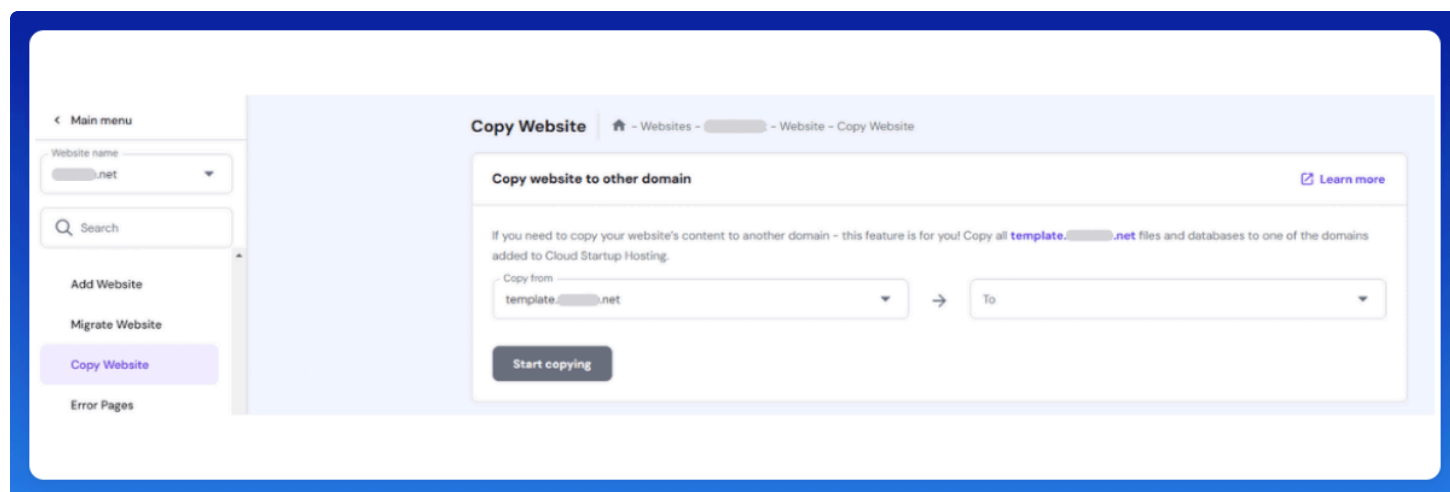 Main menu
Website name
.net
Search
Add Website
Migrate Website
Copy Website
Error Pages
Copy Website - Websites - - Website - Copy Website
Copy website to other domain
Learn more
If you need to copy your website's content to another domain - this feature is for you! Copy all template. .net files and databases to one of the domains
added to Cloud Startup Hosting.
Copy from
template. .net
To
Start copying